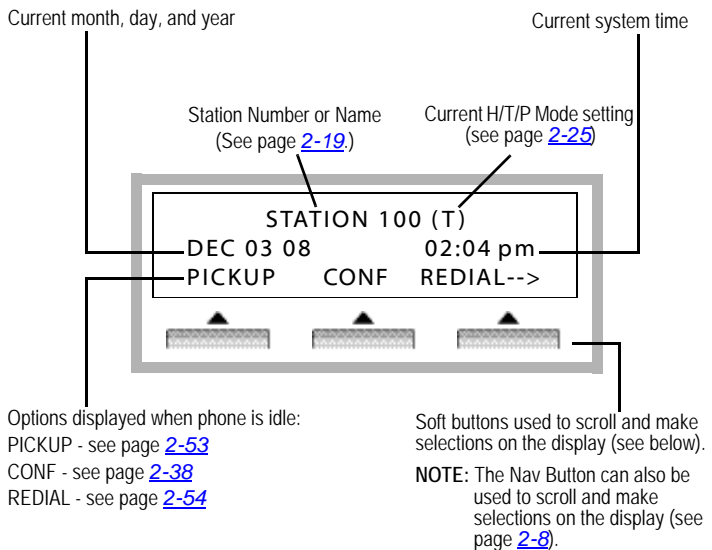 Current month, day, and year
Current system time
Station Number or Name
(See page 2-19.)
Current H/T/P Mode setting
(see page 2-25)
STATION 100 (T)
DEC 03 08 02:04 pm
PICKUP CONF REDIAL-->
Options displayed when phone is idle:
PICKUP - see page 2-53
CONF - see page 2-38
REDIAL - see page 2-54
Soft buttons used to scroll and make
selections on the display (see below).
NOTE: The Nav Button can also be
used to scroll and make
selections on the display (see
page 2-8).